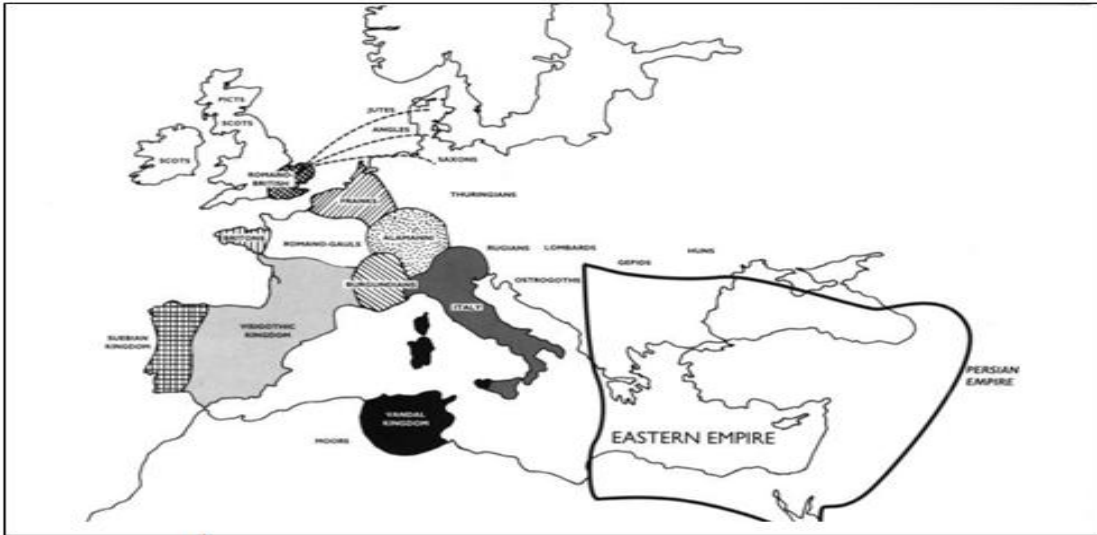 PICTS
SCOTS
SCOTS
JUTES
ANGLES
SAXONS
ROMANO-
BRITISH
FRANKS
THURINGIANS
BRITONS
ROMANO-GAULS
ALAMANNI
RUGIANS
LOMBARDS
HUNS
GEPIDS
OSTROGOTHS
BURGUNDIANS
ITALY
SUEBIAN
KINGDOM
VISIGOTHIC
KINGDOM
PERSIAN
EMPIRE
VANDAL
KINGDOM
MOORS
EASTERN EMPIRE